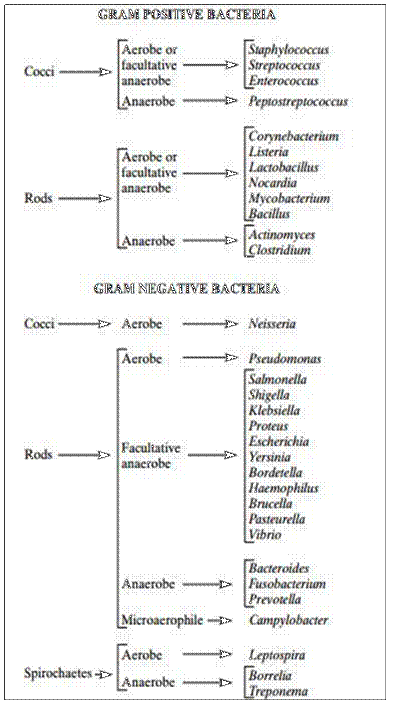 GRAM POSITIVE BACTERIA
Cocci
Aerobe or
facultative
anaerobe
Staphylococcus
Streptococcus
Enterococcus
Anaerobe
Peptostreptococcus
Rods
Aerobe or
facultative
anaerobe
Corynebacterium
Listeria
Lactobacillus
Nocardia
Mycobacterium
Bacillus
Anaerobe
Actinomyces
Clostridium
GRAM NEGATIVE BACTERIA
Cocci
Aerobe
Neisseria
Rods
Aerobe
Pseudomonas
Facultative
anaerobe
Salmonella
Shigella
Klebsiella
Proteus
Escherichia
Yersinia
Bordetella
Haemophilus
Brucella
Pasteurella
Vibrio
Anaerobe
Bacteroides
Fusobacterium
Prevotella
Microaerophile
Campylobacter
Spirochaetes
Aerobe
Leptospira
Anaerobe
Borrelia
Treponema